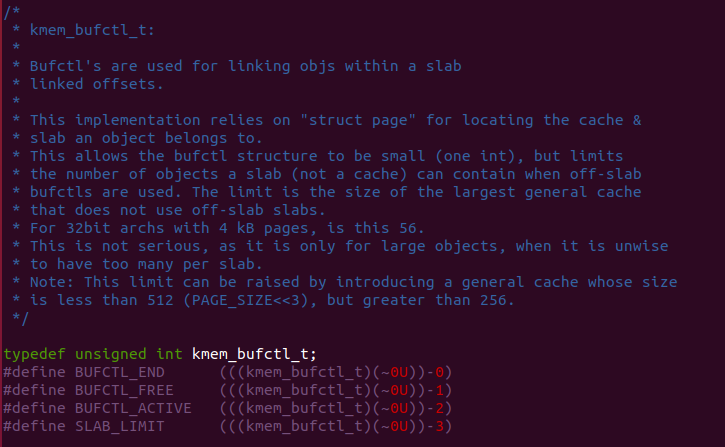 /*
 * kmem_bufctl_t:
 *
 * Bufctl's are used for linking objs within a slab
 * linked offsets.
 *
 * This implementation relies on "struct page" for locating the cache &
 * slab an object belongs to.
 * This allows the bufctl structure to be small (one int), but limits
 * the number of objects a slab (not a cache) can contain when off-slab
 * bufctls are used. The limit is the size of the largest general cache
 * that does not use off-slab slabs.
 * For 32bit archs with 4 kB pages, is this 56.
 * This is not serious, as it is only for large objects, when it is unwise
 * to have too many per slab.
 * Note: This limit can be raised by introducing a general cache whose size
 * is less than 512 (PAGE_SIZE<<3), but greater than 256.
 */

typedef unsigned int kmem_bufctl_t;
#define BUFCTL_END      (((kmem_bufctl_t)(~0U))-0)
#define BUFCTL_FREE     (((kmem_bufctl_t)(~0U))-1)
#define BUFCTL_ACTIVE   (((kmem_bufctl_t)(~0U))-2)
#define SLAB_LIMIT      (((kmem_bufctl_t)(~0U))-3)